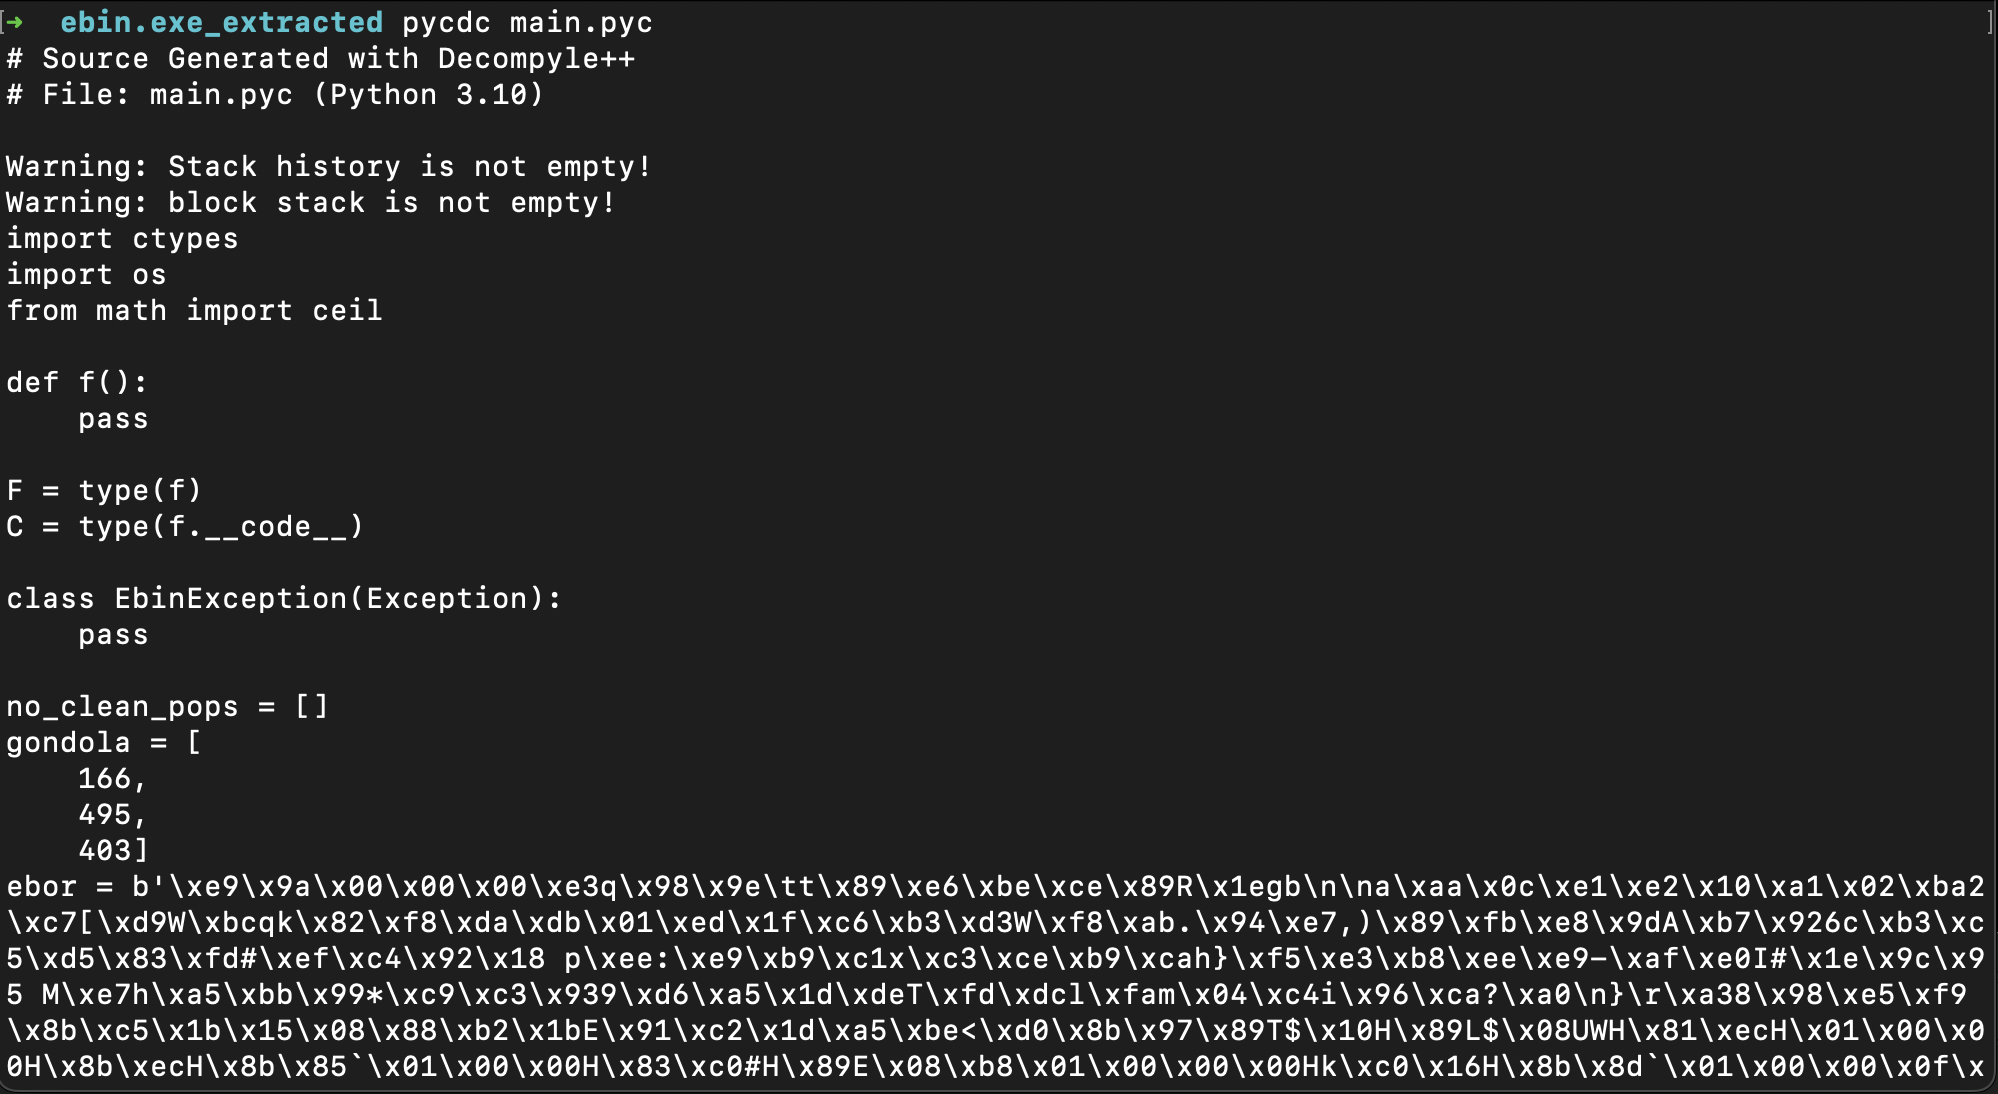 [➜  ebin.exe_extracted pycdc main.pyc ]
# Source Generated with Decompyle++
# File: main.pyc (Python 3.10)
Warning: Stack history is not empty!
Warning: block stack is not empty!
import ctypes
import os
from math import ceil
def f():
    pass
F = type(f)
C = type(f.__code__)
class EbinException(Exception):
    pass
no_clean_pops = []
gondola = [
    166,
    495,
    403]
ebor = b'\xe9\x9a\x00\x00\x00\xe3q\x98\x9e\tt\x89\xe6\xbe\xce\x89R\x1egb\n\na\xaa\x0c\xe1\xe2\x10\xa1\x02\xba2
\xc7[\xd9W\xbcqk\x82\xf8\xda\xdb\x01\xed\x1f\xc6\xb3\xd3W\xf8\xab.\x94\xe7,)\x89\xfb\xe8\x9dA\xb7\x926c\xb3\xc
5\xd5\x83\xfd#\xef\xc4\x92\x18 p\xee:\xe9\xb9\xc1x\xc3\xce\xb9\xcah}\xf5\xe3\xb8\xee\xe9-\xaf\xe0I#\x1e\x9c\x9
5 M\xe7h\xa5\xbb\x99*\xc9\xc3\x939\xd6\xa5\x1d\xdeT\xfd\xdcl\xfam\x04\xc4i\x96\xca?\xa0\n}\r\xa38\x98\xe5\xf9
\x8b\xc5\x1b\x15\x08\x88\xb2\x1bE\x91\xc2\x1d\xa5\xbe<\xd0\x8b\x97\x89T$\x10H\x89L$\x08UWH\x81\xecH\x01\x00\x0
0H\x8b\xecH\x8b\x85`\x01\x00\x00H\x83\xc0#H\x89E\x08\xb8\x01\x00\x00\x00Hk\xc0\x16H\x8b\x8d`\x01\x00\x00\x0f\x